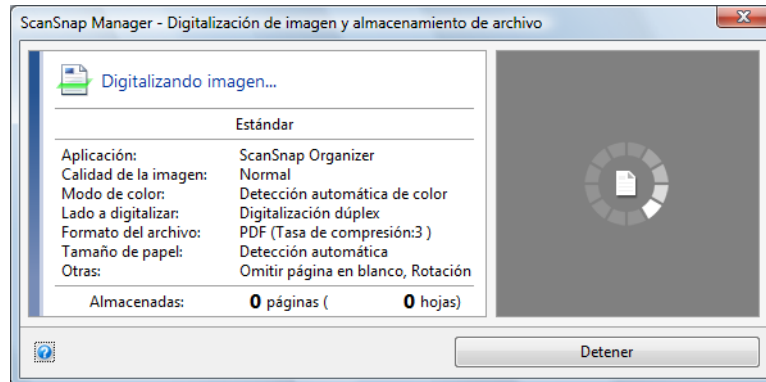 ScanSnap Manager - Digitalización de imagen y almacenamiento de archivo
Digitalizando imagen...
Estándar
Aplicación: ScanSnap Organizer
Calidad de la imagen: Normal
Modo de color: Detección automática de color
Lado a digitalizar: Digitalización dúplex
Formato del archivo: PDF (Tasa de compresión:3 )
Tamaño de papel: Detección automática
Otras: Omitir página en blanco, Rotación
Almacenadas: 0 páginas ( 0 hojas)
Detener